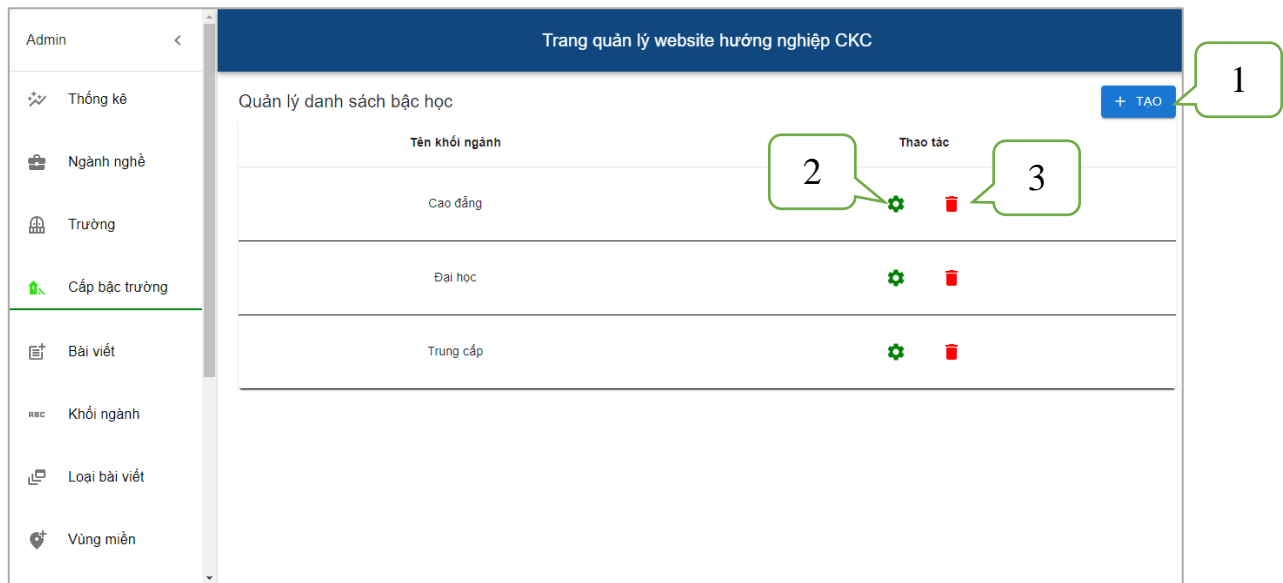 Admin
Trang quản lý website hướng nghiệp CKC
1
Thống kê
Quản lý danh sách bậc học
+ TẠO
Tên khối ngành
Thao tác
Ngành nghề
2
3
Cao đẳng
Trường
Đại học
Cấp bậc trường
Bài viết
Trung cấp
ABC
Khối ngành
Loại bài viết
Vùng miền